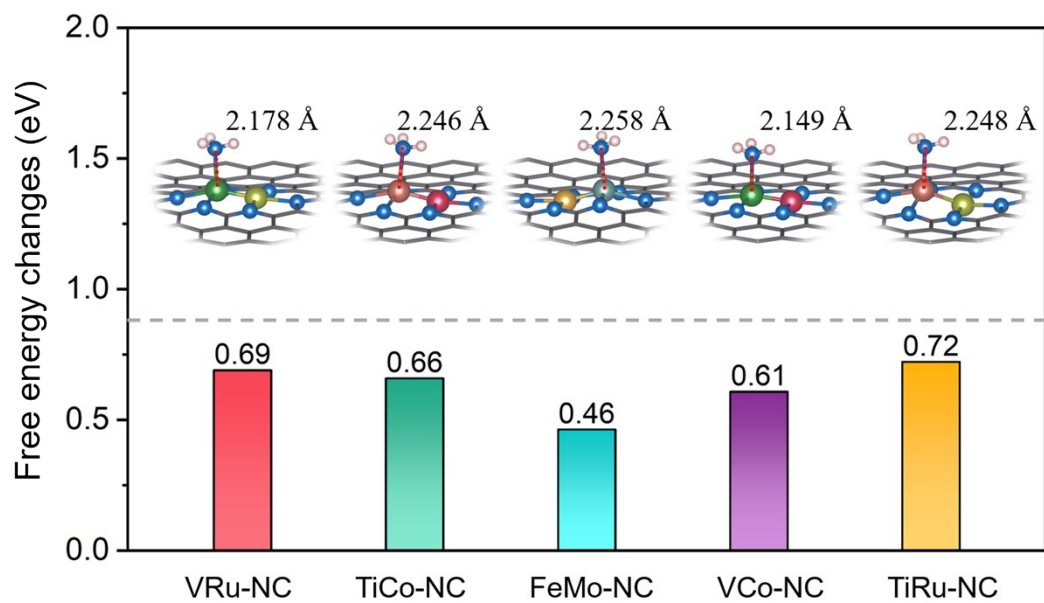 Free energy changes (eV)
2.0
1.5
1.0
0.5
0.0
2.178 Å
2.246 Å
2.258 Å
2.149 Å
2.248 Å
0.69
0.66
0.46
0.61
0.72
VRu-NC
TiCo-NC
FeMo-NC
VCo-NC
TiRu-NC